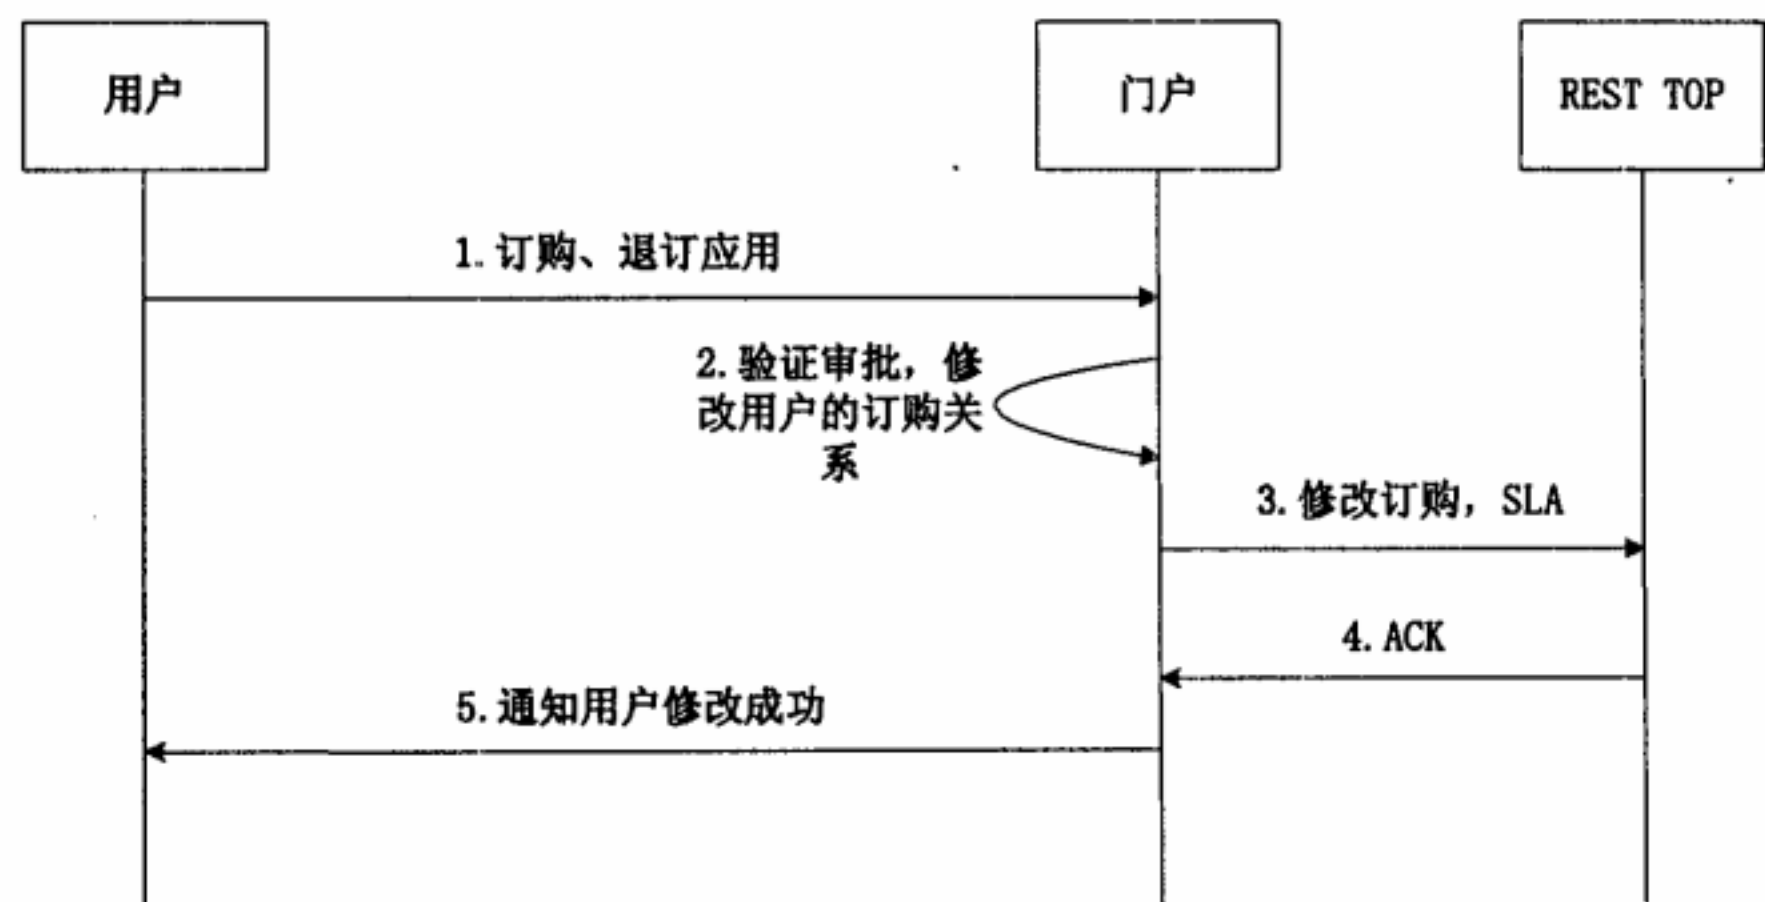 用户
门户
REST TOP
1.订购、退订应用
2.验证审批，修
改用户的订购关
系
3.修改订购，SLA
4.ACK
5.通知用户修改成功